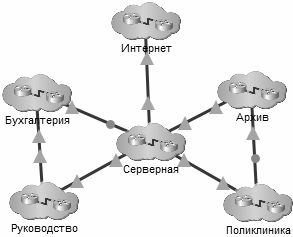 Интернет
Бухгалтерия
Архив
Серверная
Руководство
Поликлиника